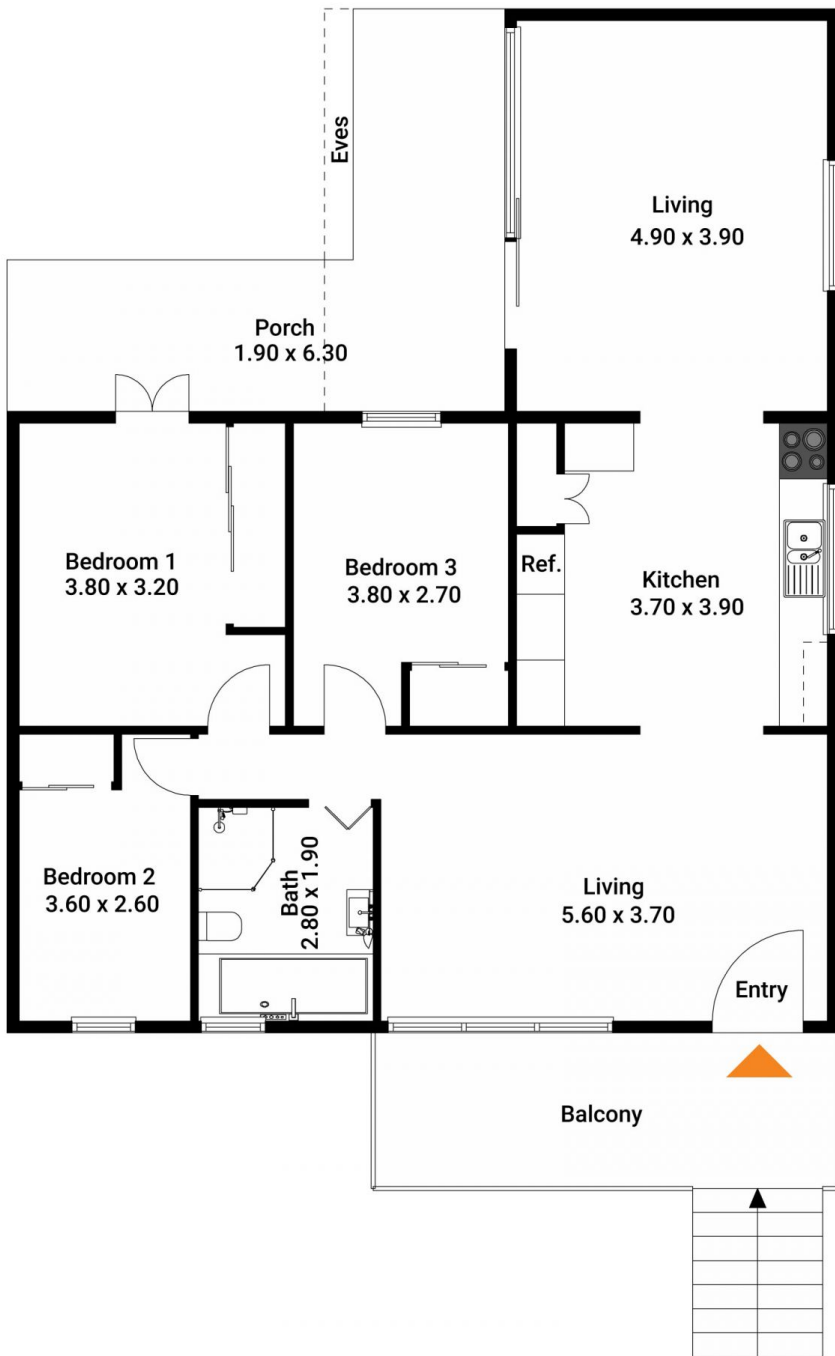 Eves
Living
4.90 x 3.90
Porch
1.90 x 6.30
Bedroom 1
3.80 x 3.20
Bedroom 3
3.80 x 2.70
Ref.
Kitchen
3.70 x 3.90
Bedroom 2
3.60 x 2.60
Bath
2.80 x 1.90
Living
5.60 x 3.70
Entry
Balcony